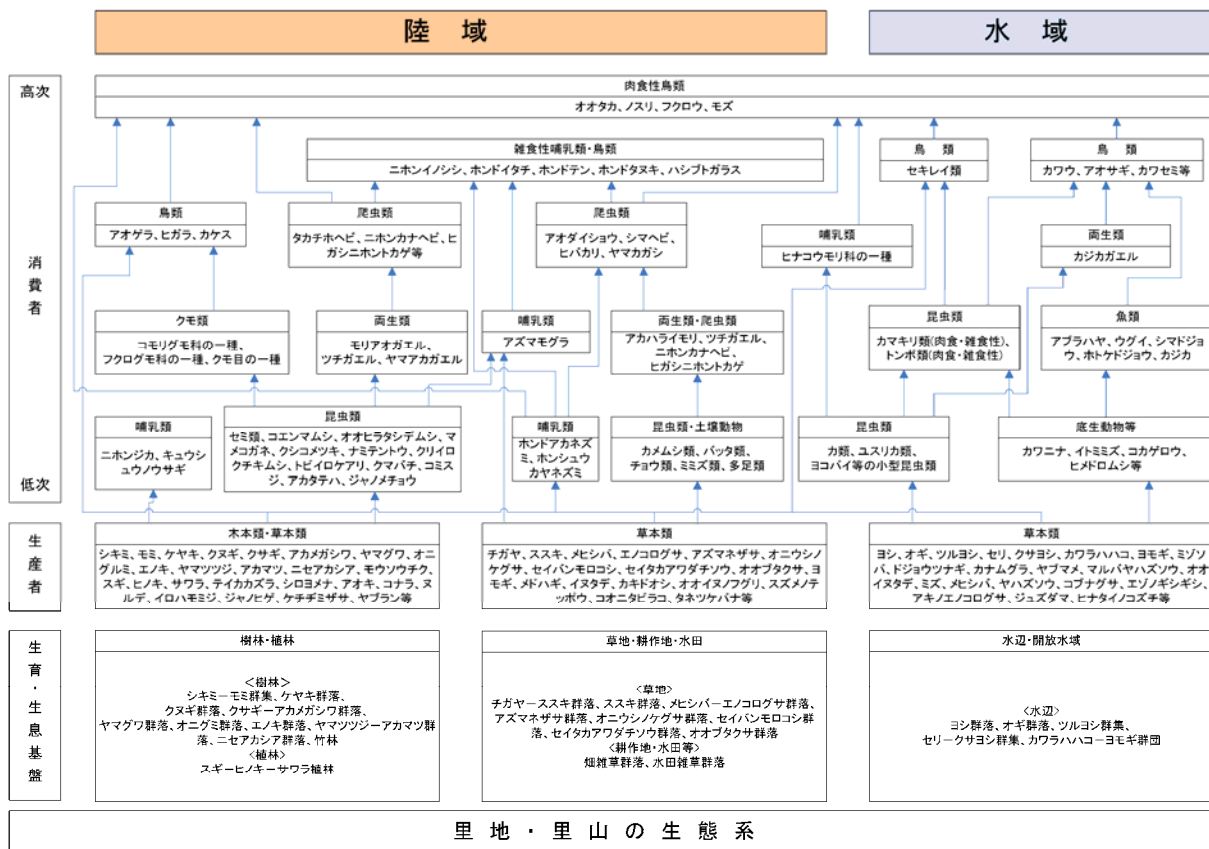 陸 域
水 域
高次
消費者
低次
生産者
生育・生息基盤
肉食性鳥類
オオタカ、ノスリ、フクロウ、モズ
雑食性哺乳類・鳥類
ニホンイノシシ、ホンドイタチ、ホンドテン、ホンドタヌキ、ハシブトガラス
鳥 類
セキレイ類
鳥 類
カワウ、アオサギ、カワセミ等
鳥類
アオゲラ、ヒガラ、カケス
爬虫類
タカチホヘビ、ニホンカナヘビ、ヒ
ガシニホントカゲ等
爬虫類
アオダイショウ、シマヘビ、
ヒバカリ、ヤマカガシ
哺乳類
ヒナコウモリ科の一種
両生類
カジカガエル
クモ類
コモリグモ科の一種、
フクログモ科の一種、クモ目の一種
両生類
モリアオガエル、
ツチガエル、ヤマアカガエル
哺乳類
アズマモグラ
両生類・爬虫類
アカハライモリ、ツチガエル、
ニホンカナヘビ、
ヒガシニホントカゲ
昆虫類
カマキリ類(肉食・雑食性)、
トンボ類(肉食・雑食性)
魚類
アブラハヤ、ウグイ、シマドジョ
ウ、ホトケドジョウ、カジカ
哺乳類
ニホンジカ、キュウシ
ュウノウサギ
昆虫類
セミ類、コエンマムシ、オオヒラタシデムシ、マ
メコガネ、クシコメツキ、ナミテントウ、クリイロ
クチキムシ、トビイロケアリ、クマバチ、コミス
ジ、アカタテハ、ジャノメチョウ
哺乳類
ホンドアカネズ
ミ、ホンシュウ
カヤネズミ
昆虫類・土壌動物
カメムシ類、バッタ類、
チョウ類、ミミズ類、多足類
昆虫類
カ類、ユスリカ類、
ヨコバイ等の小型昆虫類
底生動物等
カワニナ、イトミミズ、コカゲロウ、
ヒメドロムシ等
木本類・草本類
シキミ、モミ、ケヤキ、クヌギ、クサギ、アカメガシワ、ヤマグワ、オニ
グルミ、エノキ、ヤマツツジ、アカマツ、ニセアカシア、モウソウチク、
スギ、ヒノキ、サワラ、テイカカズラ、シロヨメナ、アオキ、コナラ、ヌ
ルデ、イロハモミジ、ジャノヒゲ、ケチヂミザサ、ヤブラン等
草本類
チガヤ、ススキ、メヒシバ、エノコログサ、アズマネザサ、オニウシノ
ケグサ、セイバンモロコシ、セイタカアワダチソウ、オオブタクサ、ヨ
モギ、メドハギ、イヌタデ、カキドオシ、オオイヌノフグリ、スズメノテ
ッポウ、コオニタビラコ、タネツケバナ等
草本類
ヨシ、オギ、ツルヨシ、セリ、クサヨシ、カワラハハコ、ヨモギ、ミゾソ
バ、ドジョウツナギ、カナムグラ、ヤブマメ、マルバヤハズソウ、オオ
イヌタデ、ミズ、メヒシバ、ヤハズソウ、コブナグサ、エゾノギシギシ、
アキノエノコログサ、ジュズダマ、ヒナタイノコズチ等
樹林・植林
<樹林>
シキミーモミ群集、ケヤキ群落、
クヌギ群落、クサギーアカメガシワ群落、
ヤマグワ群落、オニグミ群落、エノキ群落、ヤマツツジーアカマツ群
落、ニセアカシア群落、竹林
<植林>
スギーヒノキーサワラ植林
草地・耕作地・水田
<草地>
チガヤーススキ群落、ススキ群落、メヒシバーエノコログサ群落、
アズマネザサ群落、オニウシノケグサ群落、セイバンモロコシ群
落、セイタカアワダチソウ群落、オオブタクサ群落
<耕作地・水田等>
畑雑草群落、水田雑草群落
水辺・開放水域
<水辺>
ヨシ群落、オギ群落、ツルヨシ群集、
セリークサヨシ群集、カワラハハコーヨモギ群団
里 地 ・ 里 山 の 生 態 系